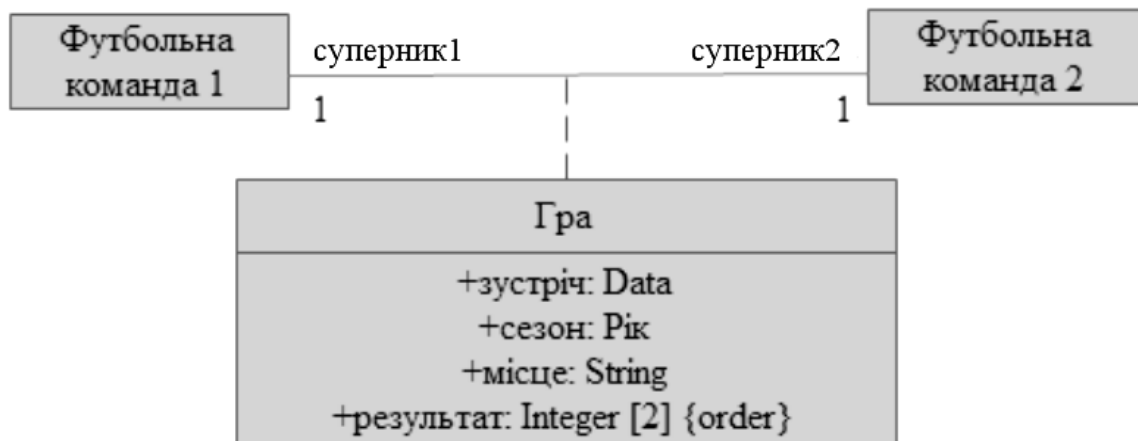 Футбольна
команда 1
суперник1
1
суперник2
1
Футбольна
команда 2
Гра
+зустріч: Data
+сезон: Рік
+місце: String
+результат: Integer [2] {order}